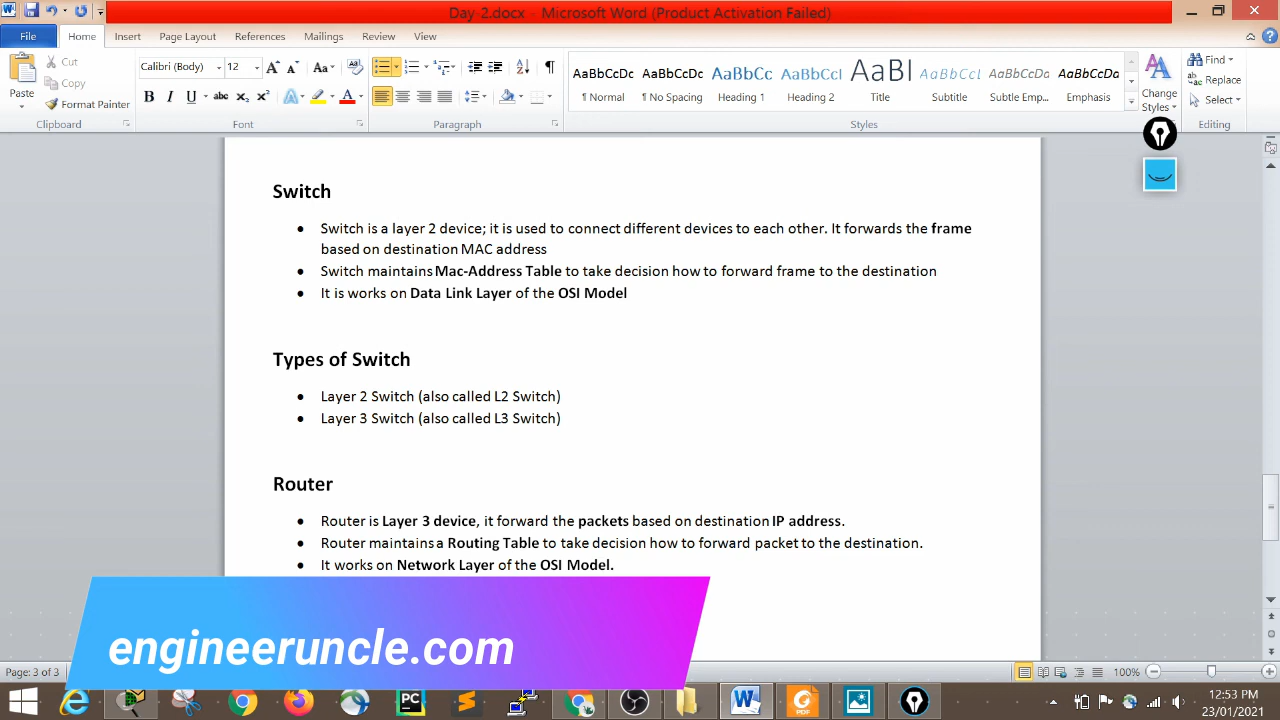 Day-2.docx - Microsoft Word (Product Activation Failed)
File Home Insert Page Layout References Mailings Review View
Paste
Cut
Copy
Format Painter
Clipboard
Calibri (Body) 12
Font
Paragraph
AaBbCcDc AaBbCcDc AaBbCc AaBbCcI AaBI AaBbCcI AaBbCcDc AaBbCcDa
¶ Normal ¶ No Spacing Heading 1 Heading 2 Title Subtitle Subtle Emp... Emphasis
Styles
Change
Styles
Find
Replace
Select
Editing
Switch
• Switch is a layer 2 device; it is used to connect different devices to each other. It forwards the frame
based on destination MAC address
• Switch maintains Mac-Address Table to take decision how to forward frame to the destination
• It is works on Data Link Layer of the OSI Model
Types of Switch
• Layer 2 Switch (also called L2 Switch)
• Layer 3 Switch (also called L3 Switch)
Router
• Router is Layer 3 device, it forward the packets based on destination IP address.
• Router maintains a Routing Table to take decision how to forward packet to the destination.
• It works on Network Layer of the OSI Model.
engineeruncle.com
Page: 3 of 3
100%
12:53 PM
23/01/2021